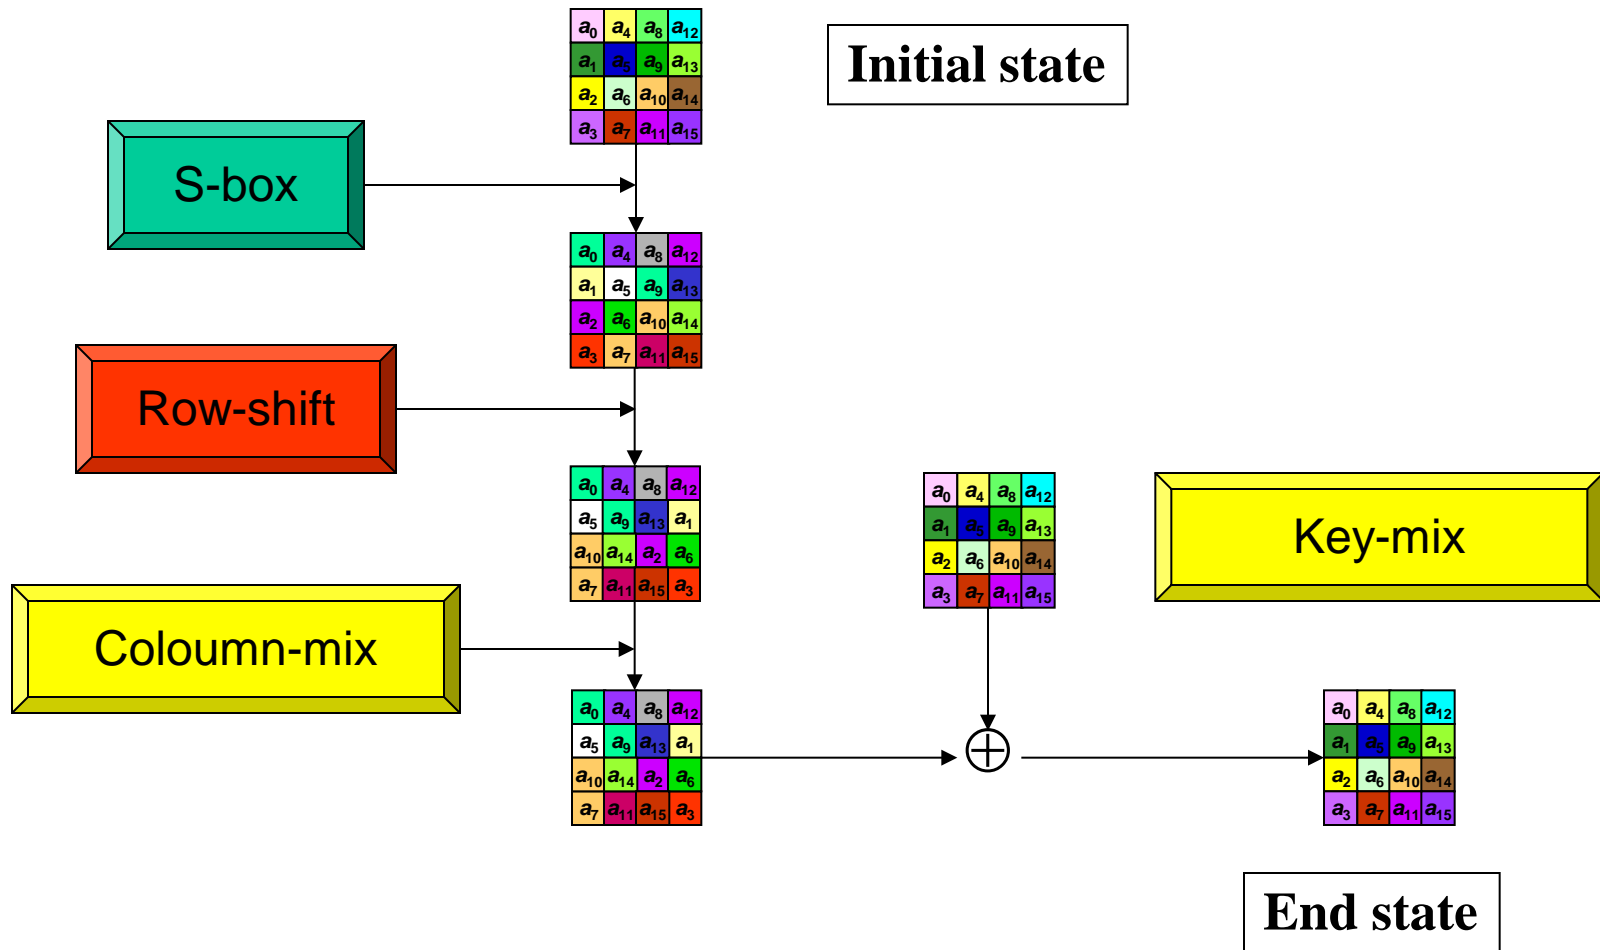 a0 a4 a8 a12
a1 a5 a9 a13
a2 a6 a10 a14
a3 a7 a11 a15
Initial state
S-box
a0 a4 a8 a12
a1 a5 a9 a13
a2 a6 a10 a14
a3 a7 a11 a15
Row-shift
a0 a4 a8 a12
a5 a9 a13 a1
a10 a14 a2 a6
a7 a11 a15 a3
a0 a4 a8 a12
a1 a5 a9 a13
a2 a6 a10 a14
a3 a7 a11 a15
Key-mix
Coloumn-mix
a0 a4 a8 a12
a5 a9 a13 a1
a10 a14 a2 a6
a7 a11 a15 a3
a0 a4 a8 a12
a1 a5 a9 a13
a2 a6 a10 a14
a3 a7 a11 a15
End state